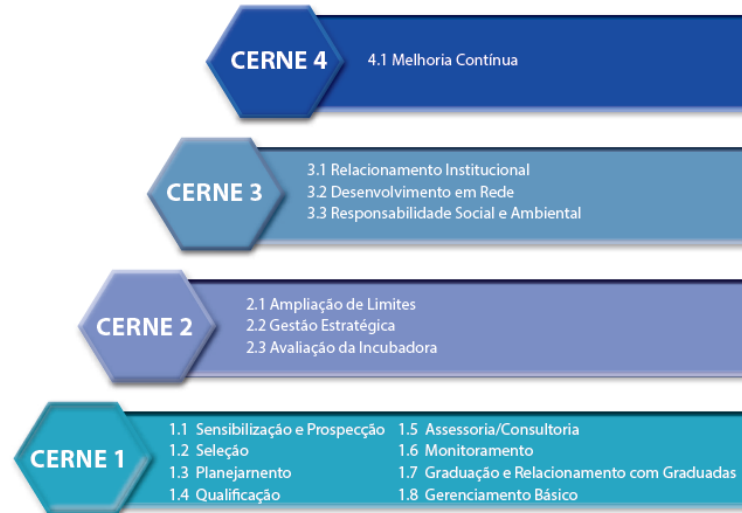 CERNE 4
4.1 Melhoria Contínua
CERNE 3
3.1 Relacionamento Institucional
3.2 Desenvolvimento em Rede
3.3 Responsabilidade Social e Ambiental
CERNE 2
2.1 Ampliação de Limites
2.2 Gestão Estratégica
2.3 Avaliação da Incubadora
CERNE 1
1.1 Sensibilização e Prospecção
1.2 Seleção
1.3 Planejarnento
1.4 Qualificação
1.5 Assessoria/Consultoria
1.6 Monitoramento
1.7 Graduação e Relacionamento com Graduadas
1.8 Gerenciamento Básico